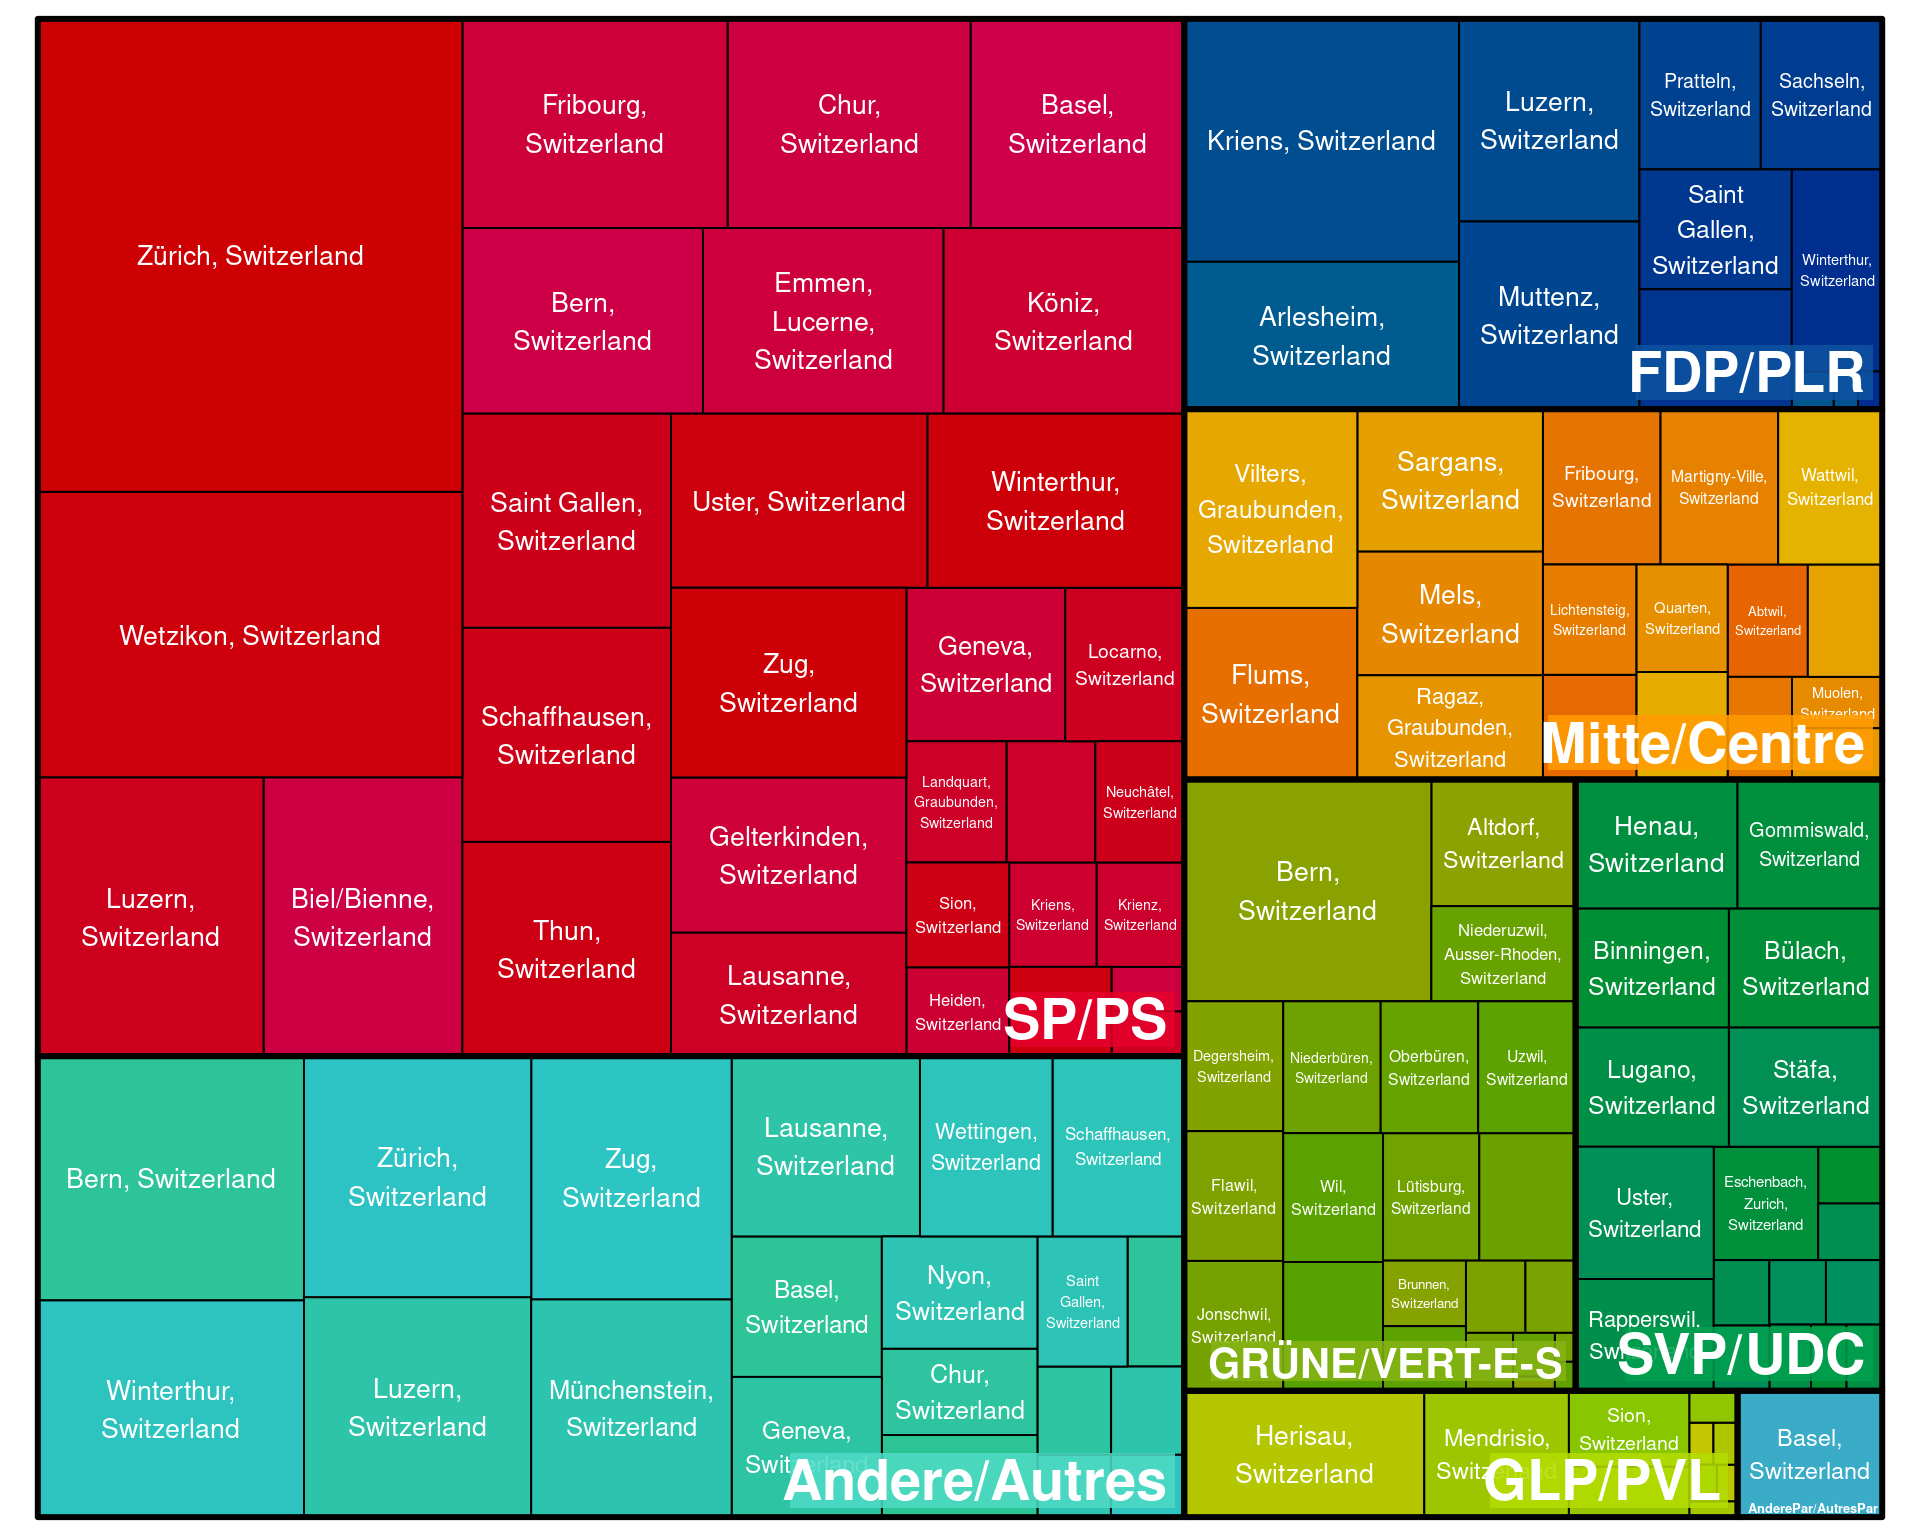 Zürich, Switzerland
Wetzikon, Switzerland
Luzern,
Switzerland
Biel/Bienne,
Switzerland
Fribourg,
Switzerland
Chur,
Switzerland
Basel,
Switzerland
Bern,
Switzerland
Emmen,
Lucerne,
Switzerland
Köniz,
Switzerland
Saint Gallen,
Switzerland
Uster, Switzerland
Winterthur,
Switzerland
Schaffhausen,
Switzerland
Thun,
Switzerland
Zug,
Switzerland
Gelterkinden,
Switzerland
Lausanne,
Switzerland
Geneva,
Switzerland
Locarno,
Switzerland
Landquart,
Graubunden,
Switzerland
Neuchâtel,
Switzerland
Sion,
Switzerland
Kriens,
Switzerland
Krienz,
Switzerland
Heiden,
Switzerland
SP/PS
Bern, Switzerland
Winterthur,
Switzerland
Zürich,
Switzerland
Luzern,
Switzerland
Zug,
Switzerland
Münchenstein,
Switzerland
Lausanne,
Switzerland
Wettingen,
Switzerland
Schaffhausen,
Switzerland
Basel,
Switzerland
Geneva,
Switzerland
Nyon,
Switzerland
Chur,
Switzerland
Saint
Gallen,
Switzerland
Andere/Autres
Kriens, Switzerland
Arlesheim,
Switzerland
Luzern,
Switzerland
Muttenz,
Switzerland
Pratteln,
Switzerland
Sachseln,
Switzerland
Saint
Gallen,
Switzerland
Winterthur,
Switzerland
FDP/PLR
Vilters,
Graubunden,
Switzerland
Flums,
Switzerland
Sargans,
Switzerland
Mels,
Switzerland
Ragaz,
Graubunden,
Switzerland
Fribourg,
Switzerland
Martigny-Ville,
Switzerland
Wattwil,
Switzerland
Lichtensteig,
Switzerland
Quarten,
Switzerland
Abtwil,
Switzerland
Muolen,
Switzerland
Mitte/Centre
Bern,
Switzerland
Altdorf,
Switzerland
Niederuzwil,
Ausser-Rhoden,
Switzerland
Degersheim,
Switzerland
Niederbüren,
Switzerland
Oberbüren,
Switzerland
Uzwil,
Switzerland
Flawil,
Switzerland
Wil,
Switzerland
Lütisburg,
Switzerland
Jonschwil,
Switzerland
Brunnen,
Switzerland
GRÜNE/VERT-E-S
Henau,
Switzerland
Gommiswald,
Switzerland
Binningen,
Switzerland
Bülach,
Switzerland
Lugano,
Switzerland
Stäfa,
Switzerland
Uster,
Switzerland
Eschenbach,
Zurich,
Switzerland
Rapperswil,
SVP/UDC
Herisau,
Switzerland
Mendrisio,
Switzerland
Sion,
Switzerland
GLP/PVL
Basel,
Switzerland
AnderePar/AutresPar